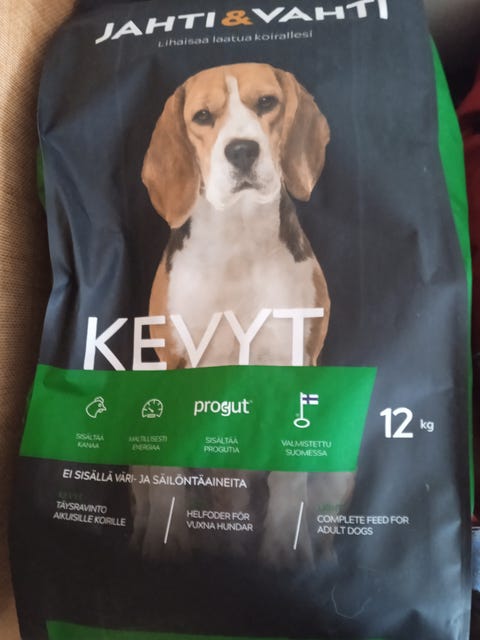 JAHTI&VAHTI
Lihaisaa laatua koirallesi
KEVYT
SISÄLTÄÄ
KANAA
MALTILLISESTI
ENERGIAA
progut
SISÄLTÄÄ
PROGUTIA
VALMISTETTU
SUOMESSA
12 kg
EI SISÄLLÄ VÄRI- JA SÄILÖNTÄAINEITA
KEVYT
TÄYSRAVINTO
AIKUISILLE KOIRILLE
HELFODER FÖR
VUXNA HUNDAR
COMPLETE FEED FOR
ADULT DOGS